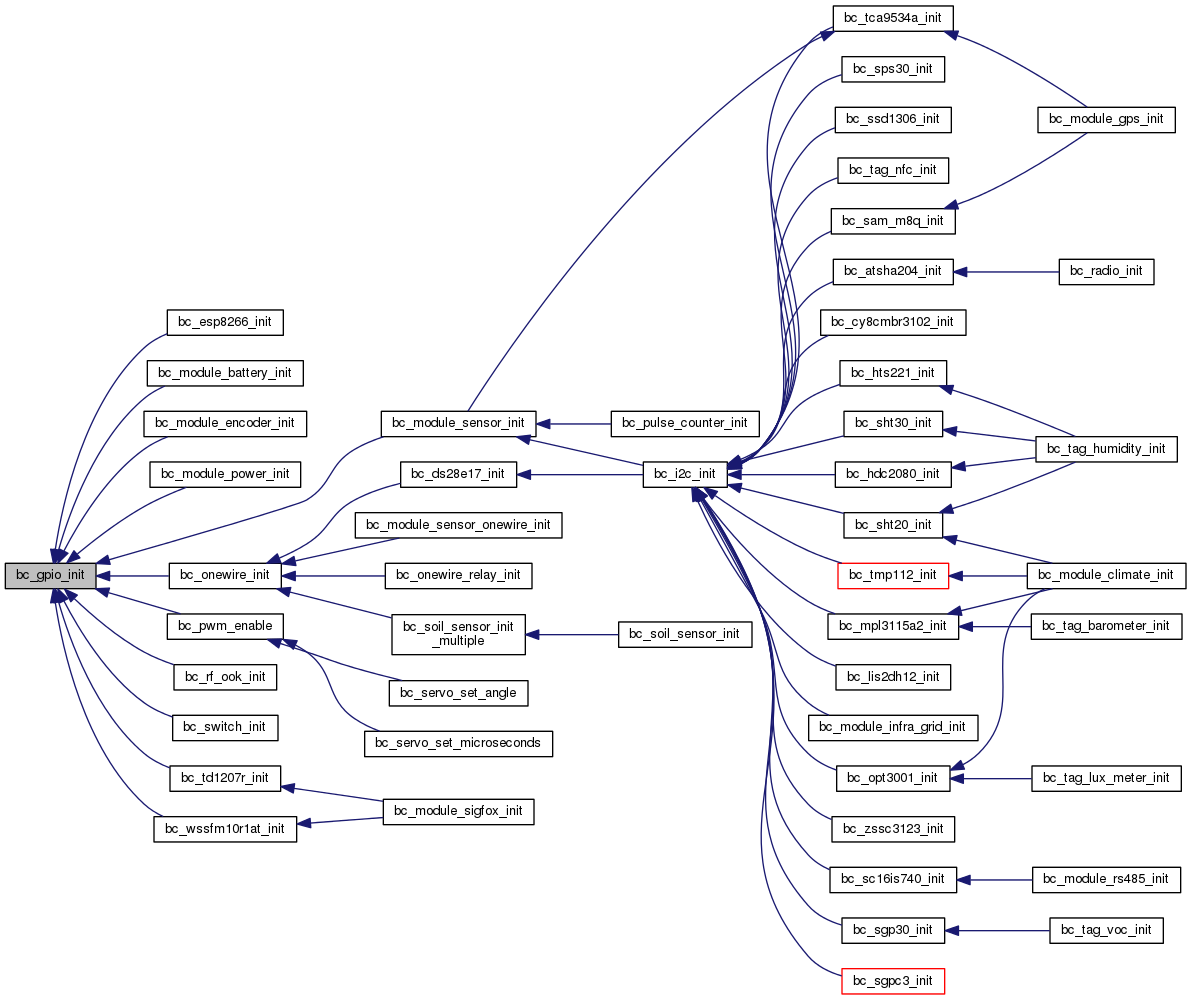 bc_tca9534a_init
bc_sps30_init
bc_ssd1306_init
bc_module_gps_init
bc_tag_nfc_init
bc_sam_m8q_init
bc_atsha204_init
bc_radio_init
bc_esp8266_init
bc_cy8cmbr3102_init
bc_module_battery_init
bc_hts221_init
bc_module_encoder_init
bc_module_sensor_init
bc_pulse_counter_init
bc_sht30_init
bc_tag_humidity_init
bc_module_power_init
bc_ds28e17_init
bc_i2c_init
bc_hdc2080_init
bc_module_sensor_onewire_init
bc_sht20_init
bc_gpio_init
bc_onewire_init
bc_onewire_relay_init
bc_tmp112_init
bc_module_climate_init
bc_pwm_enable
bc_soil_sensor_init
_multiple
bc_soil_sensor_init
bc_mpl3115a2_init
bc_tag_barometer_init
bc_rf_ook_init
bc_servo_set_angle
bc_lis2dh12_init
bc_switch_init
bc_servo_set_microseconds
bc_module_infra_grid_init
bc_td1207r_init
bc_opt3001_init
bc_tag_lux_meter_init
bc_module_sigfox_init
bc_wssfm10r1at_init
bc_zssc3123_init
bc_sc16is740_init
bc_module_rs485_init
bc_sgp30_init
bc_tag_voc_init
bc_sgpc3_init